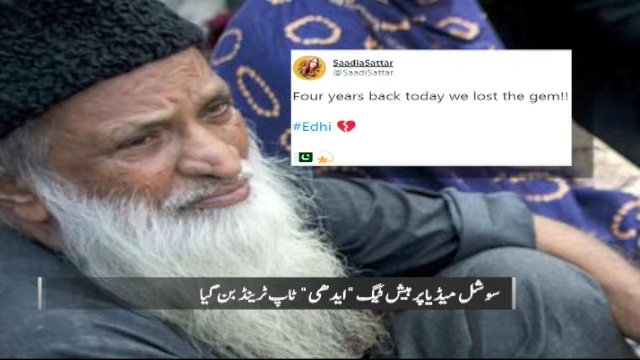 SaadiaSattar
@SaadiSattar
Four years back today we lost the gem!!
#Edhi 💔
🇵🇰 💫
سوشل میڈیا پر ہیش ٹیگ "ایدھی" ٹاپ ٹرینڈ بن گیا